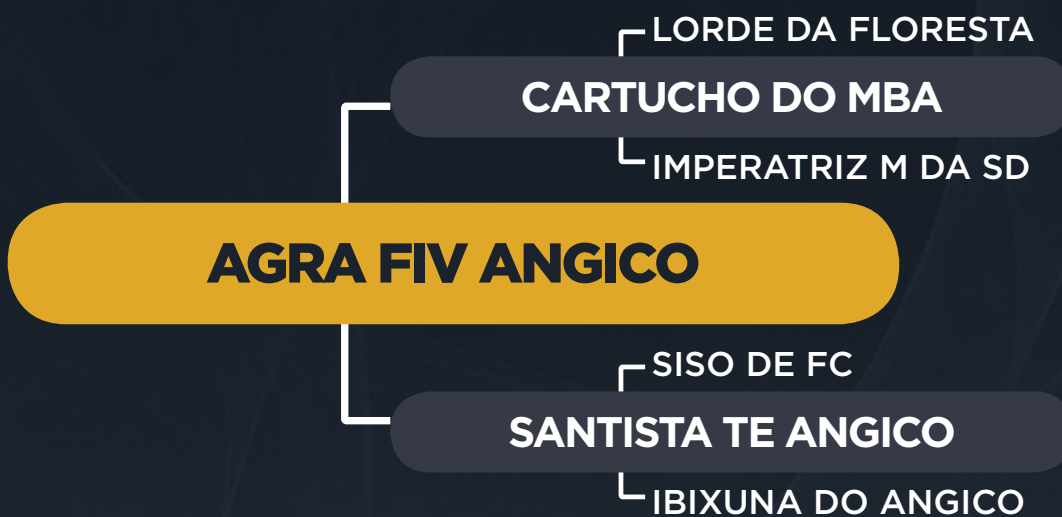 LORDE DA FLORESTA
CARTUCHO DO MBA
IMPERATRIZ M DA SD
AGRA FIV ANGICO
SISO DE FC
SANTISTA TE ANGICO
IBIXUNA DO ANGICO